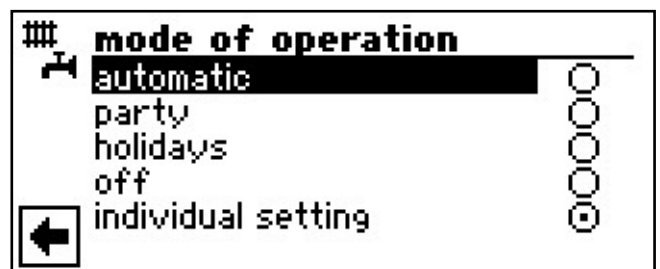 mode of operation
automatic
party
holidays
off
individual setting